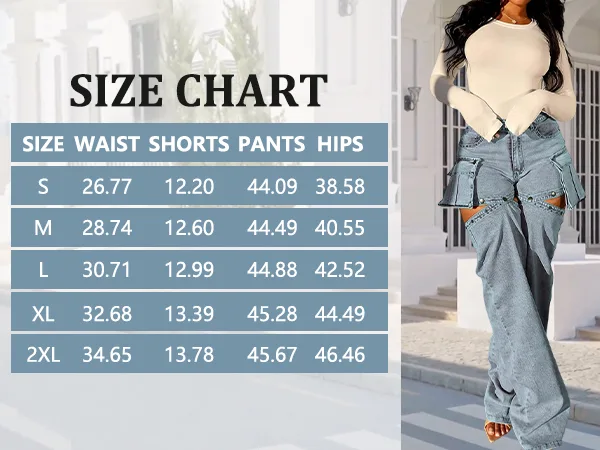 SIZE CHART
SIZE WAIST SHORTS PANTS HIPS
S 26.77 12.20 44.09 38.58
M 28.74 12.60 44.49 40.55
L 30.71 12.99 44.88 42.52
XL 32.68 13.39 45.28 44.49
2XL 34.65 13.78 45.67 46.46